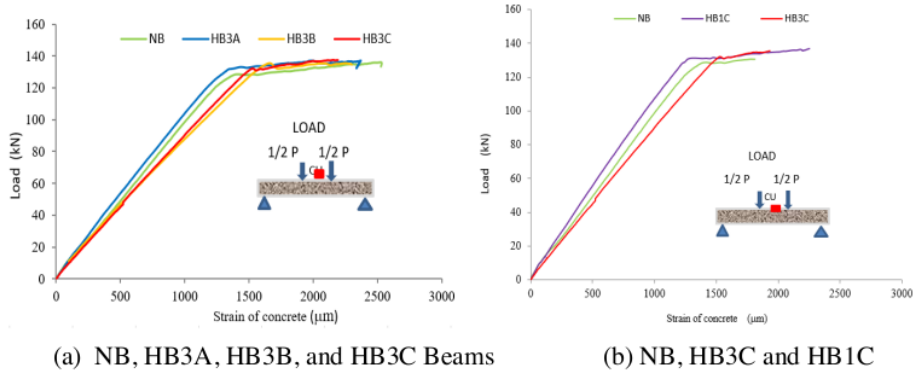 160
140
120
100
80
60
40
20
0
Load (kN)
NB HB3A HB3B HB3C
LOAD
1/2 P 1/2 P
CU
0 500 1000 1500 2000 2500 3000
Strain of concrete (μm)
(a) NB, HB3A, HB3B, and HB3C Beams
160
140
120
100
80
60
40
20
0
Load (kN)
NB HB1C HB3C
LOAD
1/2 P 1/2 P
CU
0 500 1000 1500 2000 2500 3000
Strain of concrete (μm)
(b) NB, HB3C and HB1C